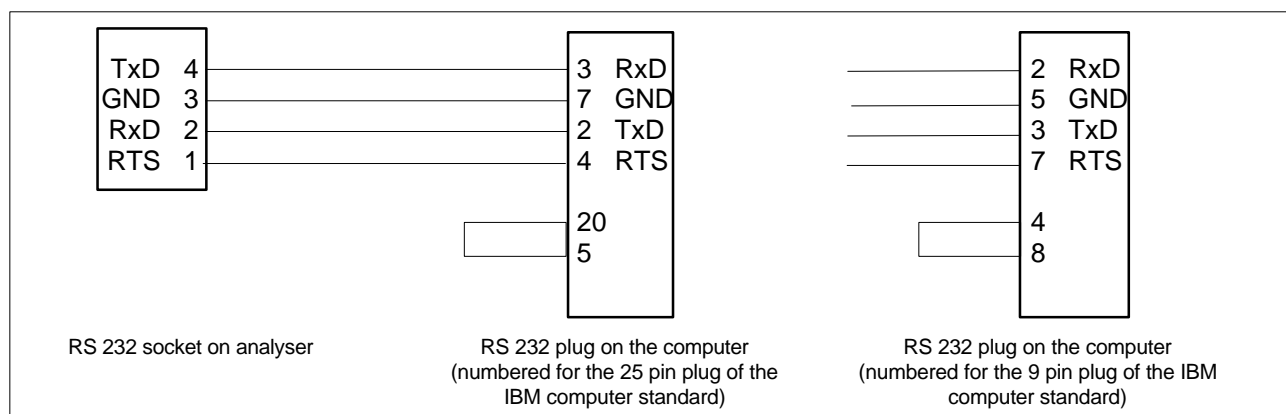 TxD 4
GND 3
RxD 2
RTS 1
RS 232 socket on analyser
3 RxD
7 GND
2 TxD
4 RTS
20
5
RS 232 plug on the computer
(numbered for the 25 pin plug of the
IBM computer standard)
2 RxD
5 GND
3 TxD
7 RTS
4
8
RS 232 plug on the computer
(numbered for the 9 pin plug of the IBM
computer standard)